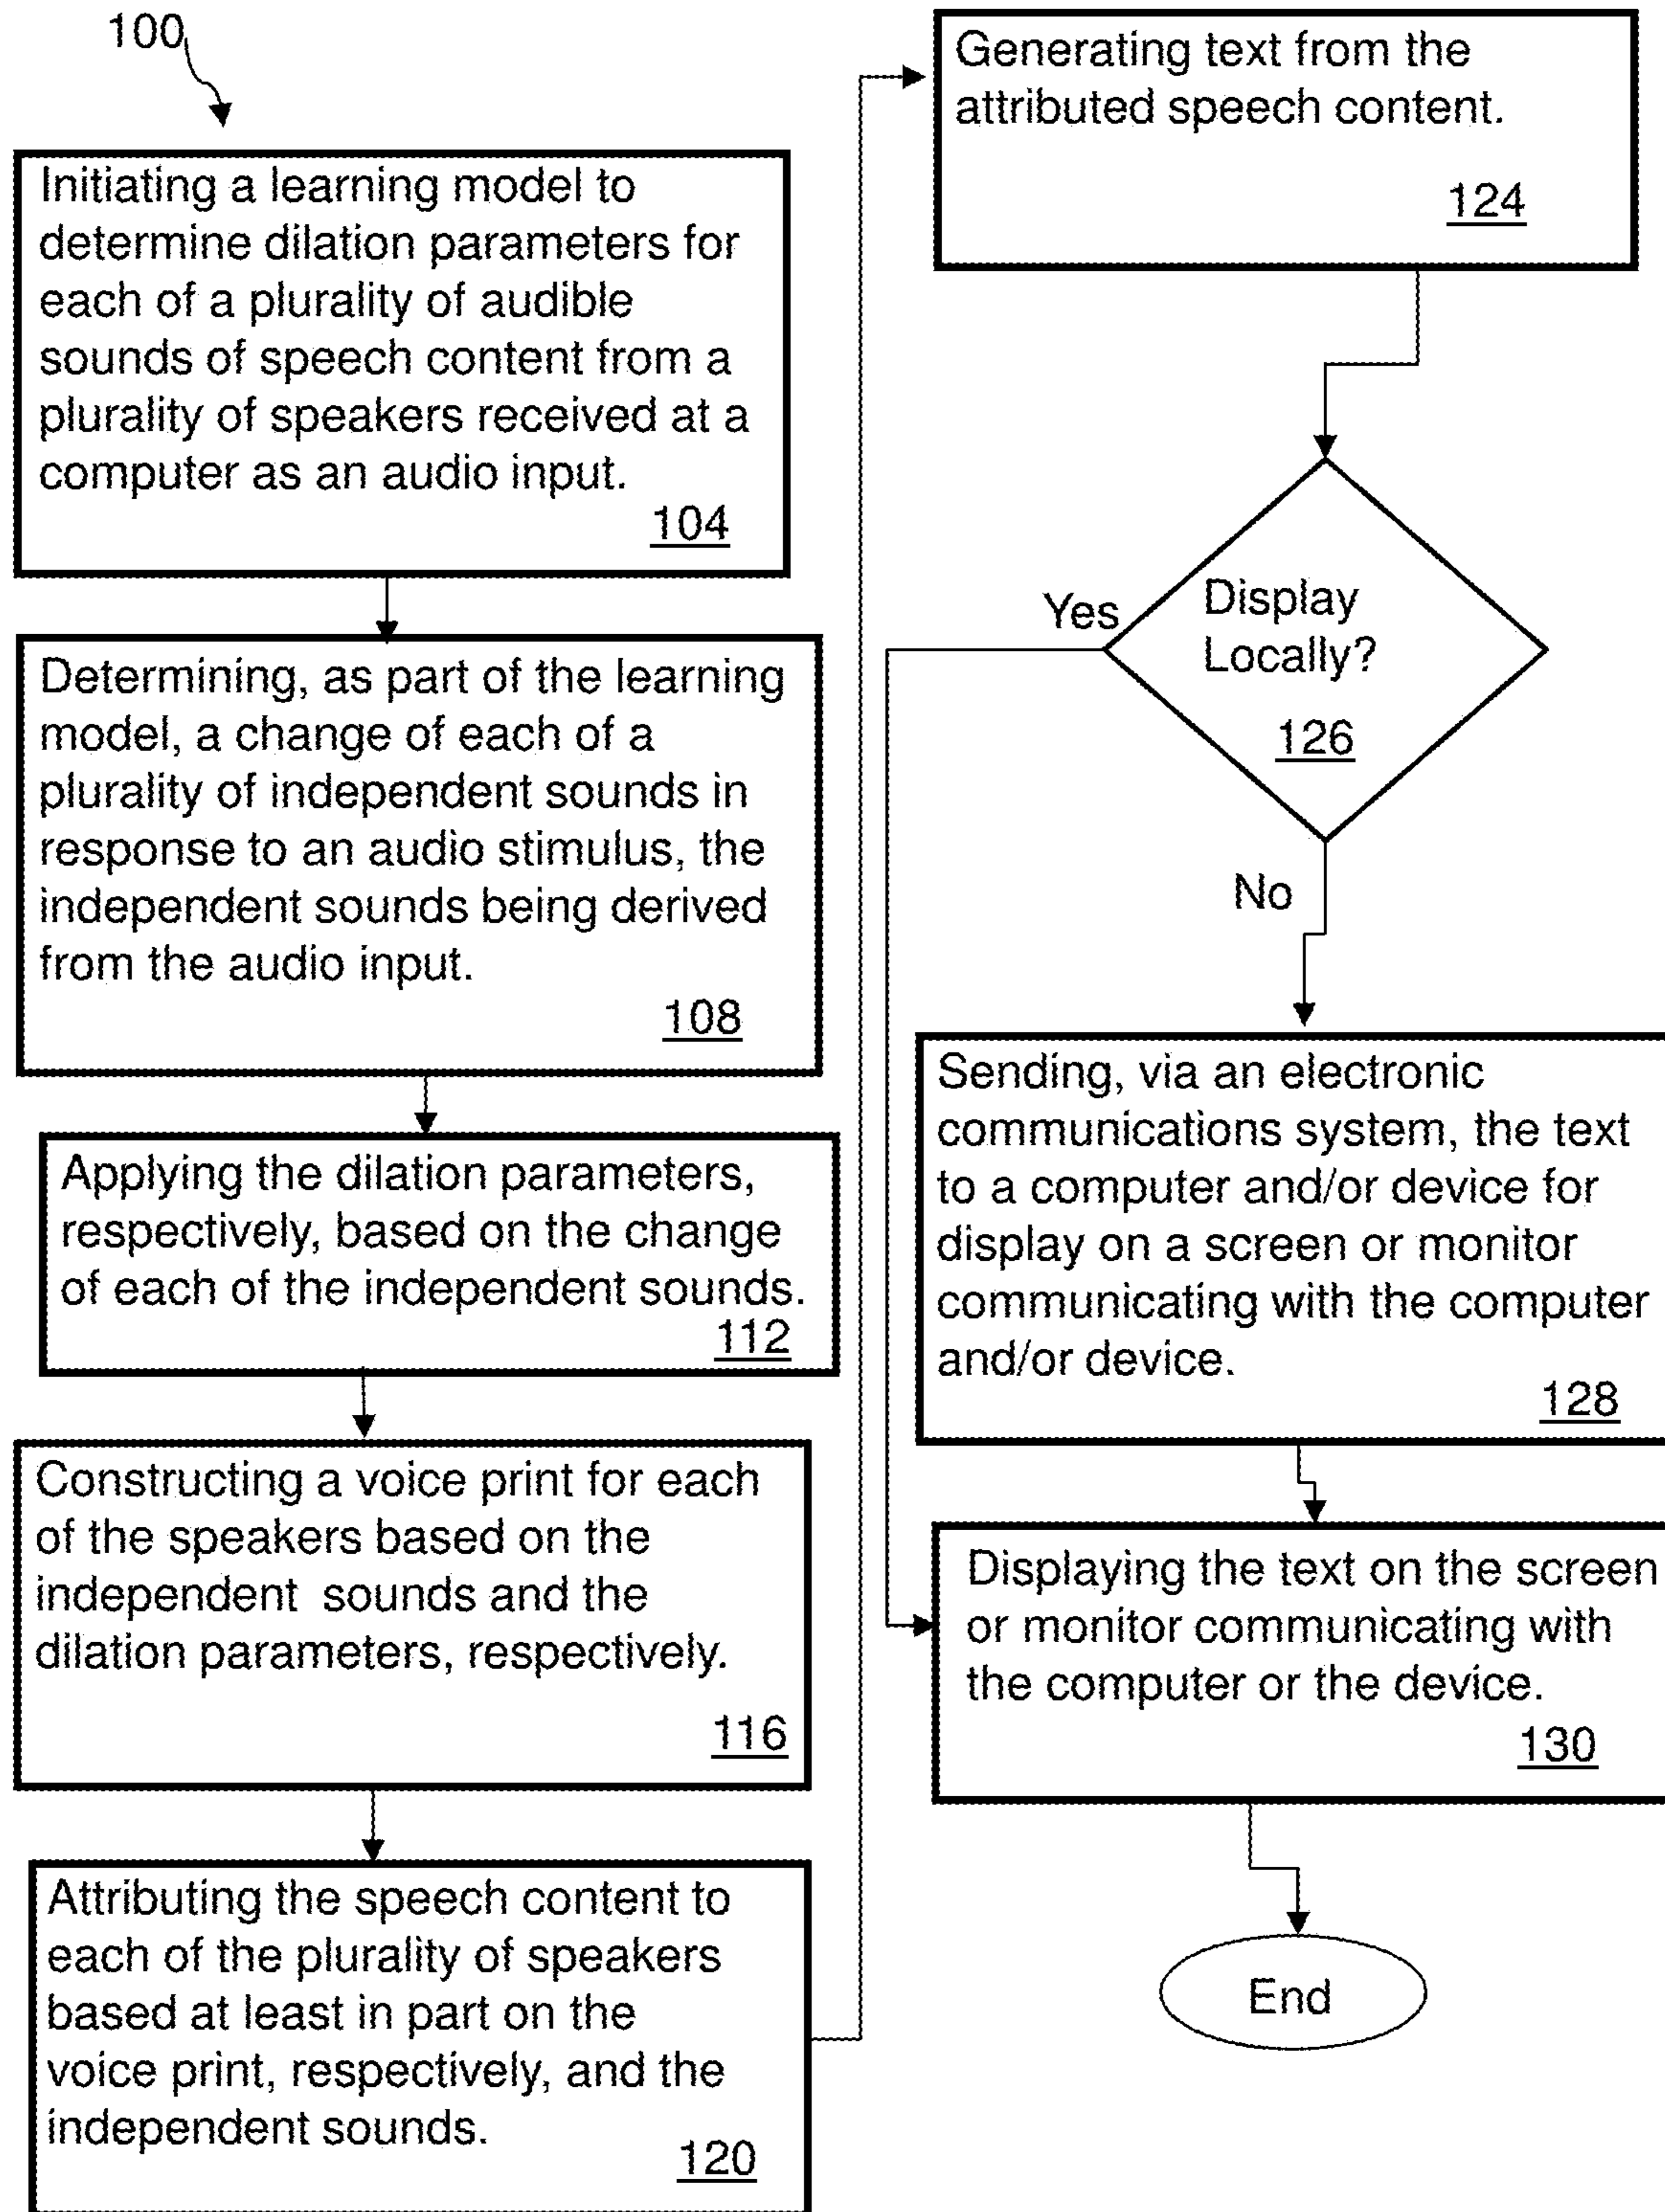 100
Initiating a learning model to
determine dilation parameters for
each of a plurality of audible
sounds of speech content from a
plurality of speakers received at a
computer as an audio input.
104
Determining, as part of the learning
model, a change of each of a
plurality of independent sounds in
response to an audio stimulus, the
independent sounds being derived
from the audio input.
108
Applying the dilation parameters,
respectively, based on the change
of each of the independent sounds.
112
Constructing a voice print for each
of the speakers based on the
independent sounds and the
dilation parameters, respectively.
116
Attributing the speech content to
each of the plurality of speakers
based at least in part on the
voice print, respectively, and the
independent sounds.
120
Generating text from the
attributed speech content.
124
Display
Locally?
126
Yes
No
Sending, via an electronic
communications system, the text
to a computer and/or device for
display on a screen or monitor
communicating with the computer
and/or device.
128
Displaying the text on the screen
or monitor communicating with
the computer or the device.
130
End